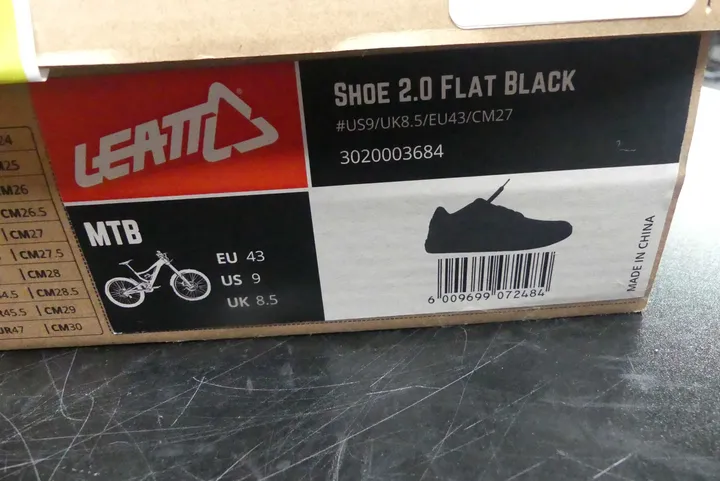 LEATT
SHOE 2.0 FLAT BLACK
#US9/UK8.5/EU43/CM27
3020003684
MTB
EU 43
US 9
UK 8.5
6 009699 072484
MADE IN CHINA
CM26
CM26.5
CM27
CM27.5
CM28
CM28.5
CM29
CM30